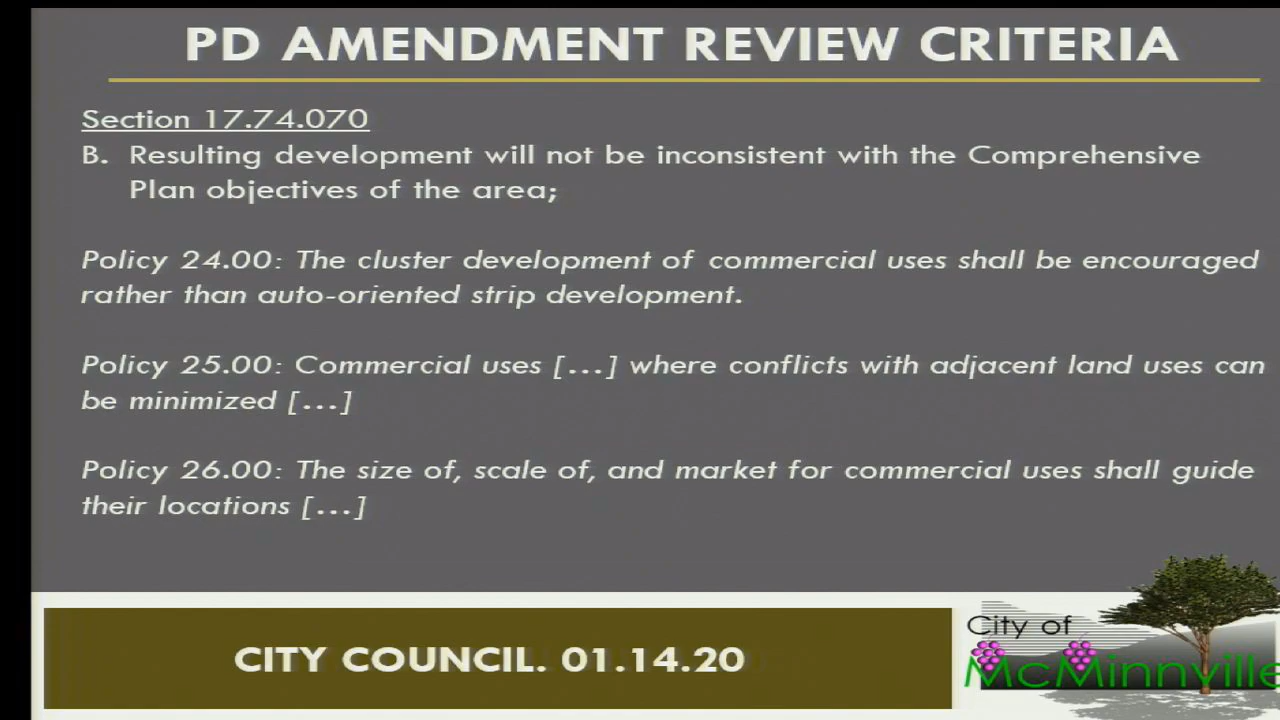 PD AMENDMENT REVIEW CRITERIA
Section 17.74.070
B. Resulting development will not be inconsistent with the Comprehensive
Plan objectives of the area;
Policy 24.00: The cluster development of commercial uses shall be encouraged
rather than auto-oriented strip development.
Policy 25.00: Commercial uses [...] where conflicts with adjacent land uses can
be minimized [...]
Policy 26.00: The size of, scale of, and market for commercial uses shall guide
their locations [...]
CITY COUNCIL. 01.14.20
City of
McMinnville